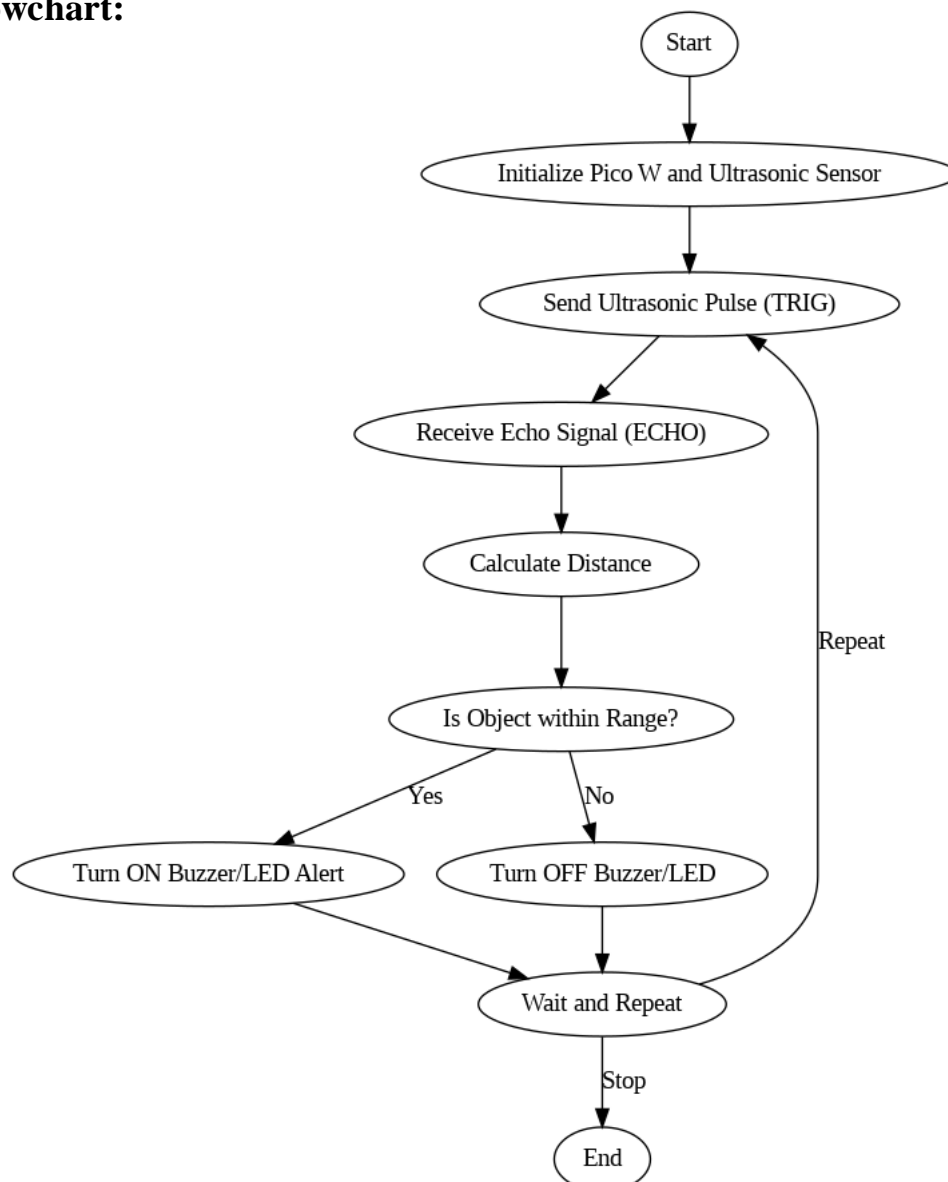 wchart:
Start
Initialize Pico W and Ultrasonic Sensor
Send Ultrasonic Pulse (TRIG)
Receive Echo Signal (ECHO)
Calculate Distance
Repeat
Is Object within Range?
Yes
No
Turn ON Buzzer/LED Alert
Turn OFF Buzzer/LED
Wait and Repeat
Stop
End